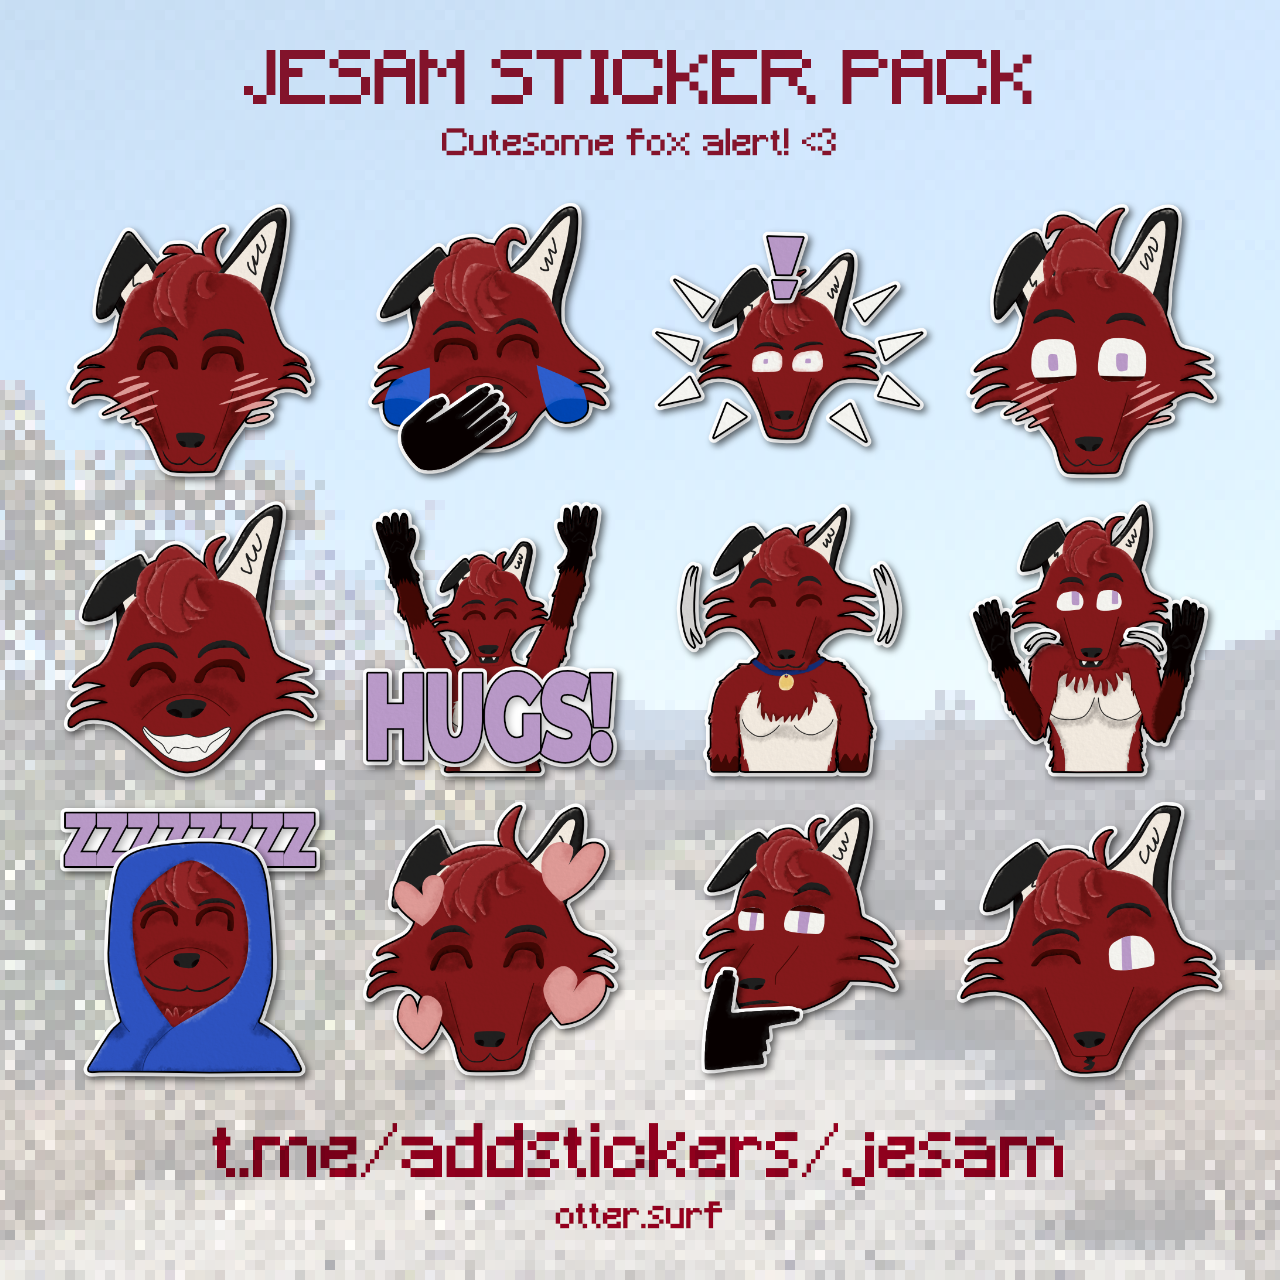 JESAM STICKER PACK
Cutesome fox alert! <3
HUGS!
ZZZZZZZZ
t.me/addstickers/jesam
otter.surf